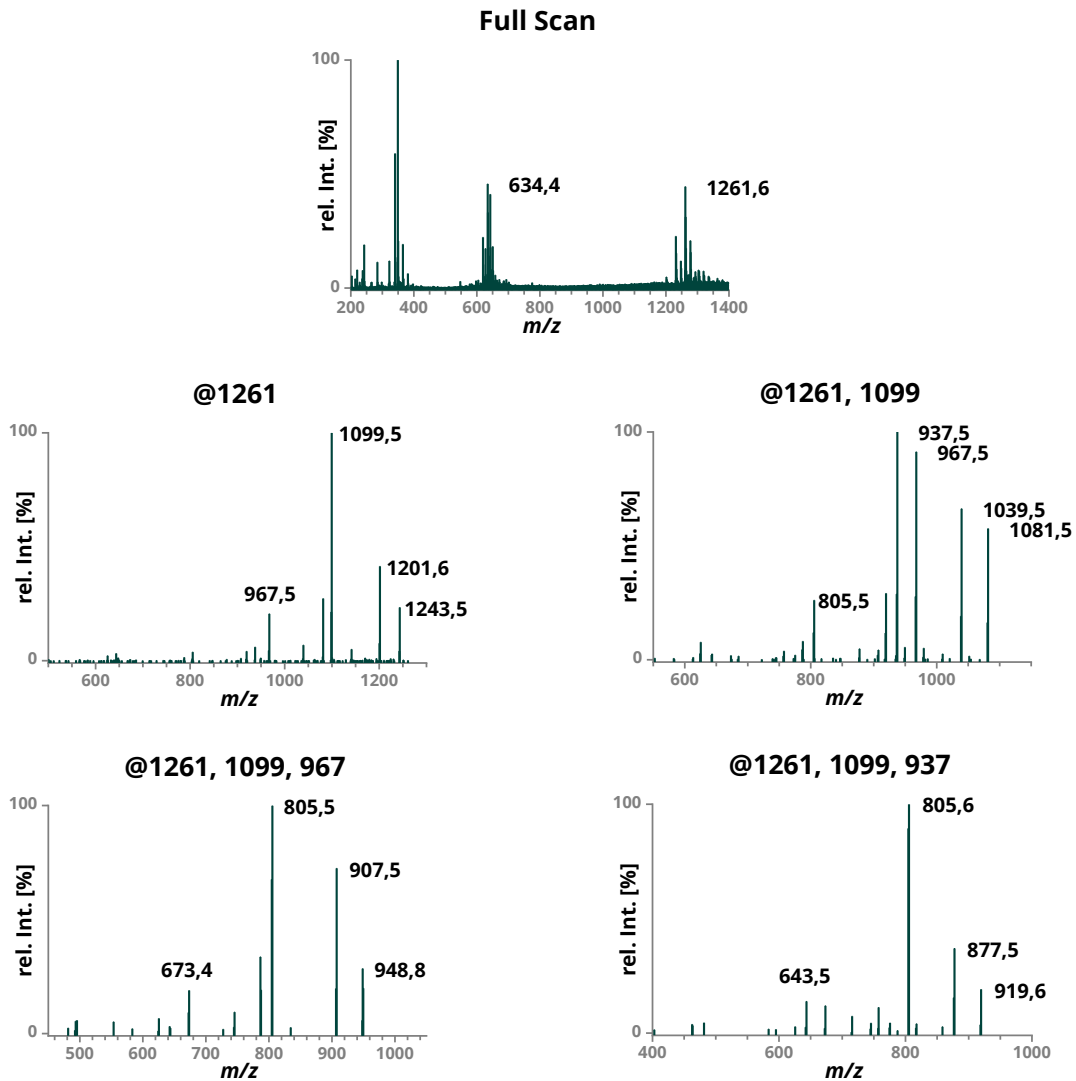 Full Scan
100
rel. Int. [%]
634,4
1261,6
0
200 400 600 800 1000 1200 1400
m/z
@1261
100
rel. Int. [%]
1099,5
1201,6
967,5
1243,5
0
600 800 1000 1200
m/z
@1261, 1099
100
rel. Int. [%]
937,5
967,5
1039,5
1081,5
805,5
0
600 800 1000
m/z
@1261, 1099, 967
100
rel. Int. [%]
805,5
907,5
673,4
948,8
0
500 600 700 800 900 1000
m/z
@1261, 1099, 937
100
rel. Int. [%]
805,6
877,5
643,5
919,6
0
400 600 800 1000
m/z